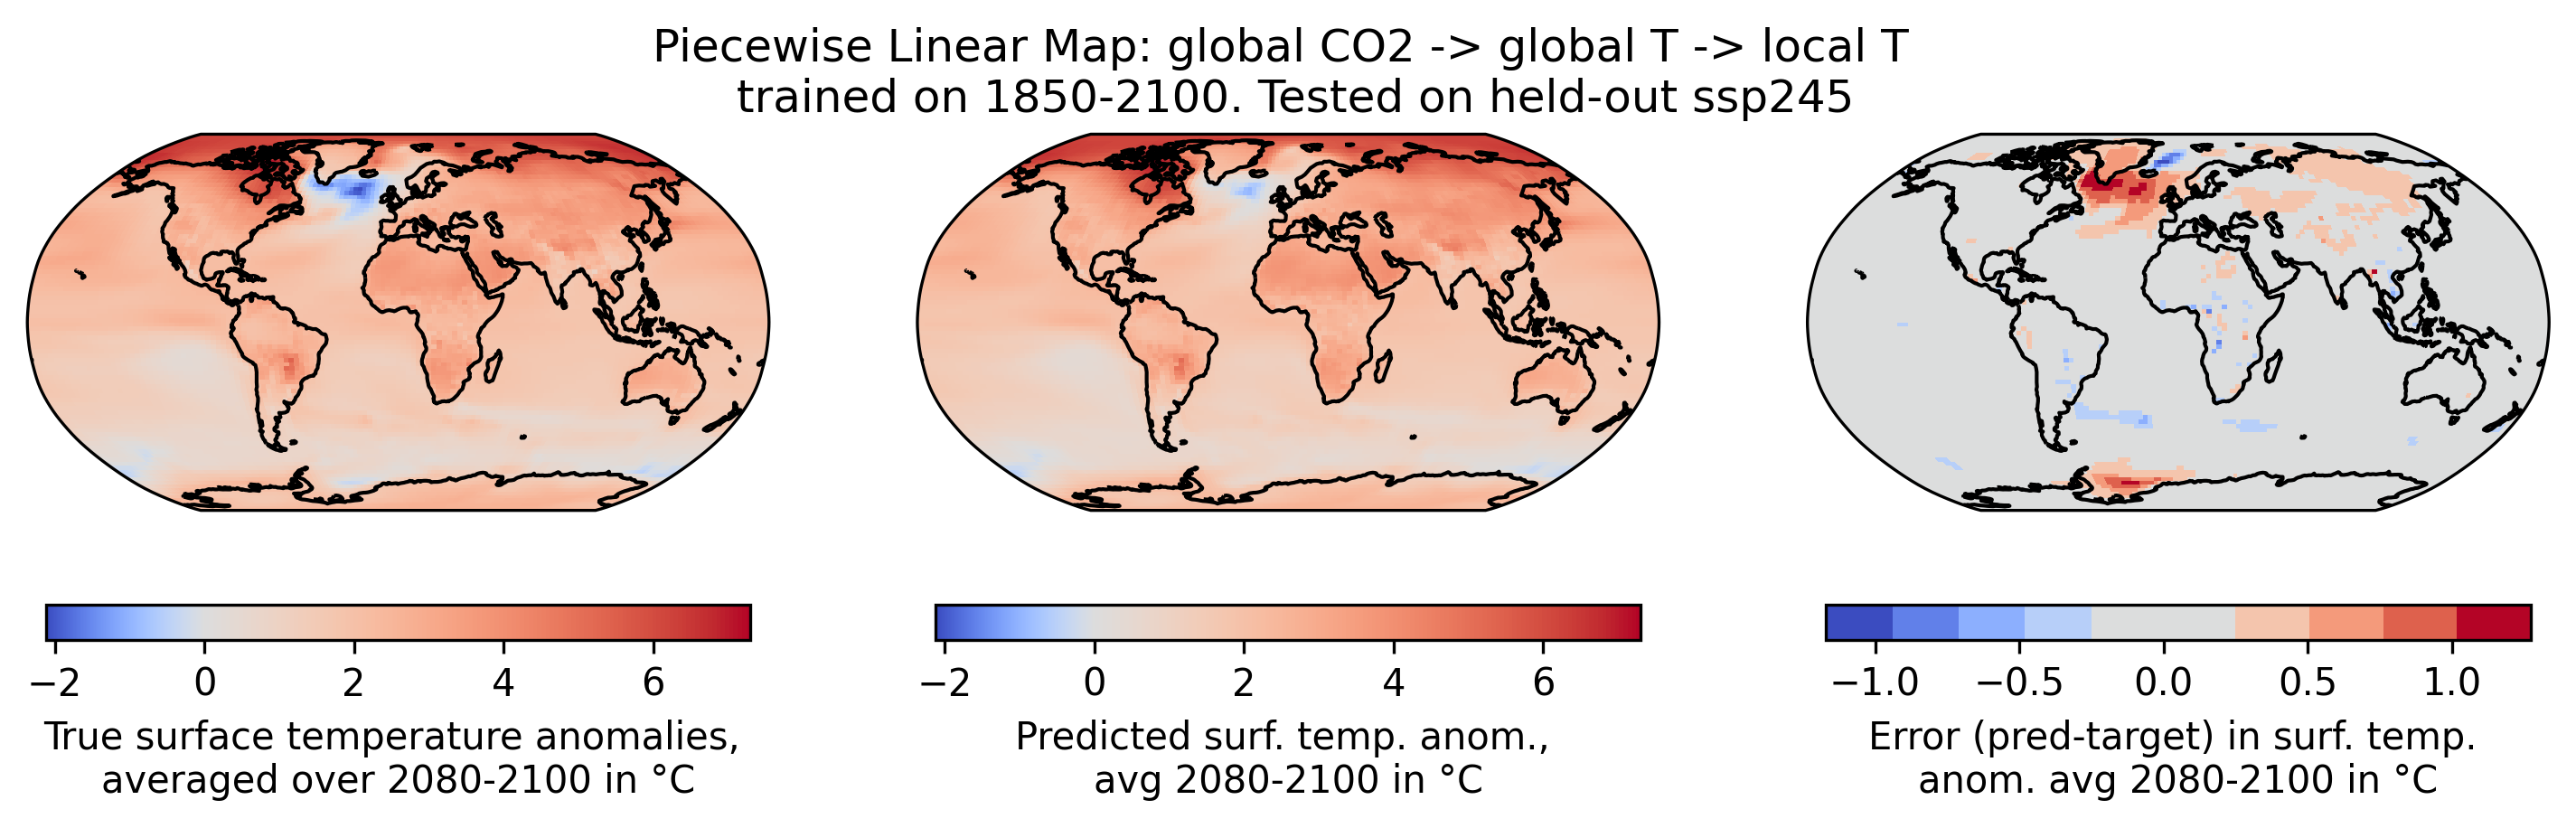 Piecewise Linear Map: global CO2 -> global T -> local T
trained on 1850-2100. Tested on held-out ssp245
−2 0 2 4 6
True surface temperature anomalies,
averaged over 2080-2100 in °C
−2 0 2 4 6
Predicted surf. temp. anom.,
avg 2080-2100 in °C
−1.0 −0.5 0.0 0.5 1.0
Error (pred-target) in surf. temp.
anom. avg 2080-2100 in °C